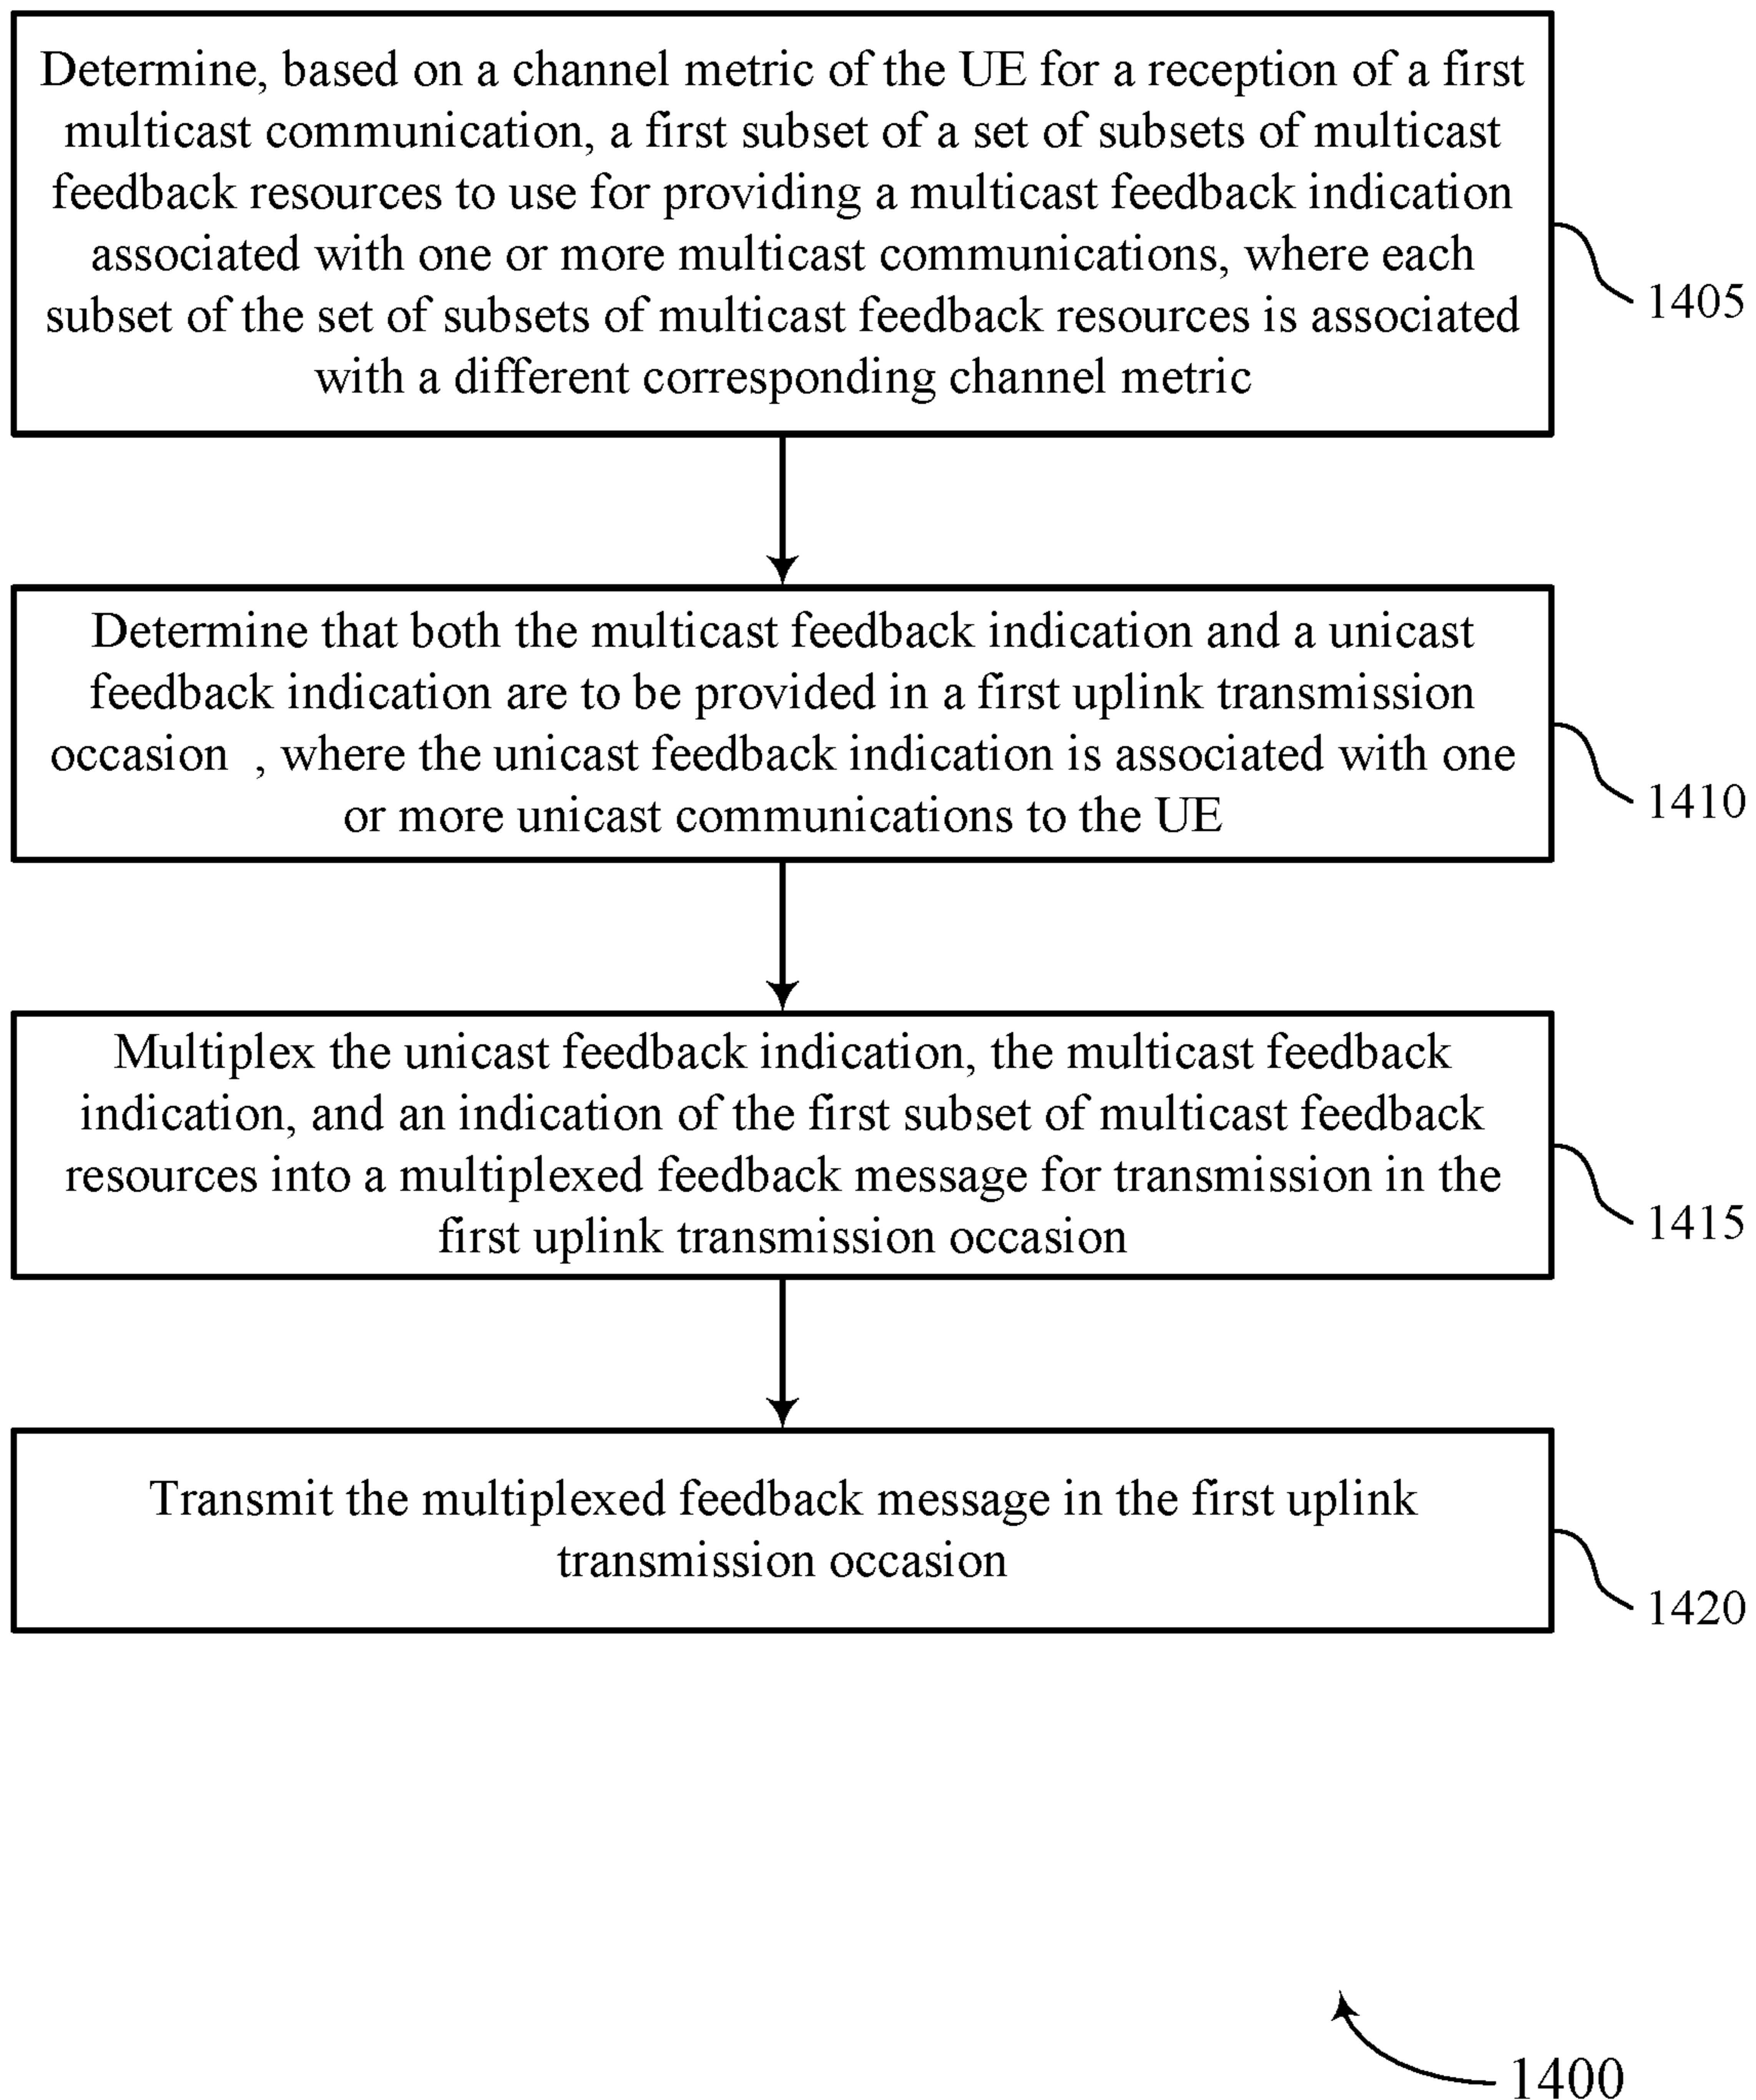 Determine, based on a channel metric of the UE for a reception of a first
multicast communication, a first subset of a set of subsets of multicast
feedback resources to use for providing a multicast feedback indication
associated with one or more multicast communications, where each
subset of the set of subsets of multicast feedback resources is associated
with a different corresponding channel metric
1405
Determine that both the multicast feedback indication and a unicast
feedback indication are to be provided in a first uplink transmission
occasion , where the unicast feedback indication is associated with one
or more unicast communications to the UE
1410
Multiplex the unicast feedback indication, the multicast feedback
indication, and an indication of the first subset of multicast feedback
resources into a multiplexed feedback message for transmission in the
first uplink transmission occasion
1415
Transmit the multiplexed feedback message in the first uplink
transmission occasion
1420
1400